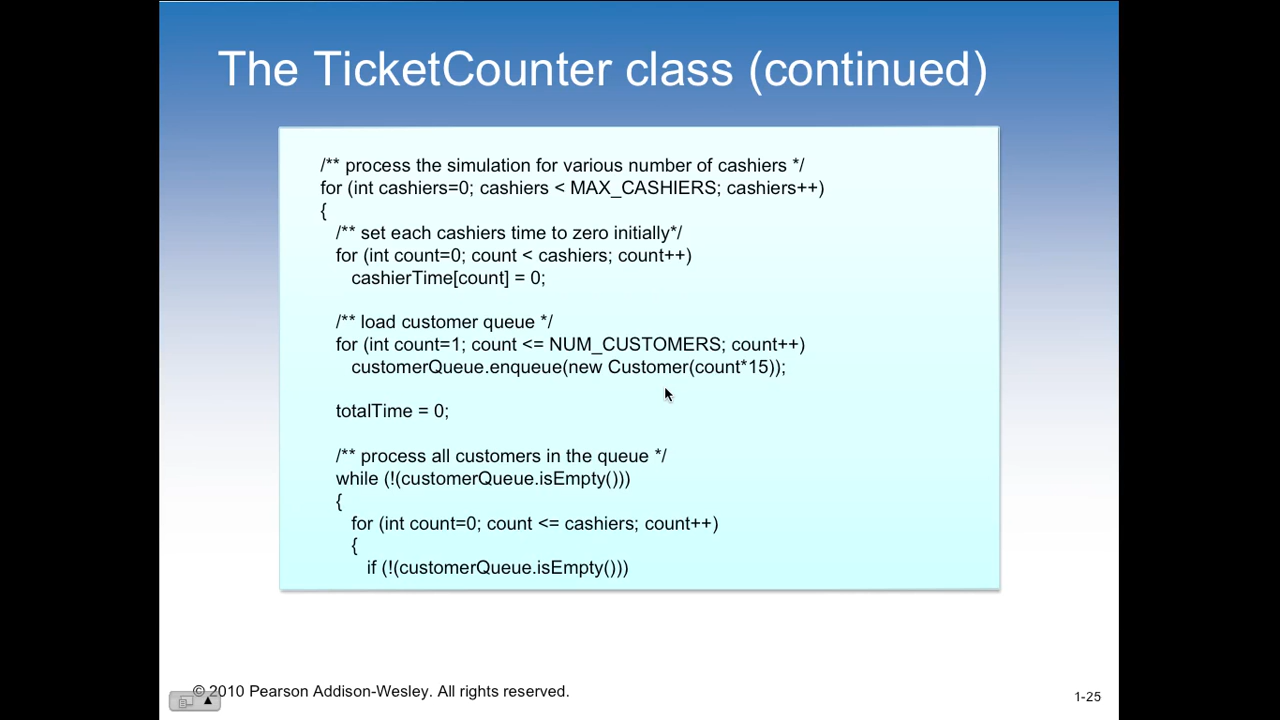 The TicketCounter class (continued)
/** process the simulation for various number of cashiers */
for (int cashiers=0; cashiers < MAX_CASHIERS; cashiers++)
{
/** set each cashiers time to zero initially*/
for (int count=0; count < cashiers; count++)
cashierTime[count] = 0;
/** load customer queue */
for (int count=1; count <= NUM_CUSTOMERS; count++)
customerQueue.enqueue(new Customer(count*15));
totalTime = 0;
/** process all customers in the queue */
while (!(customerQueue.isEmpty()))
{
for (int count=0; count <= cashiers; count++)
{
if (!(customerQueue.isEmpty()))
© 2010 Pearson Addison-Wesley. All rights reserved.
1-25